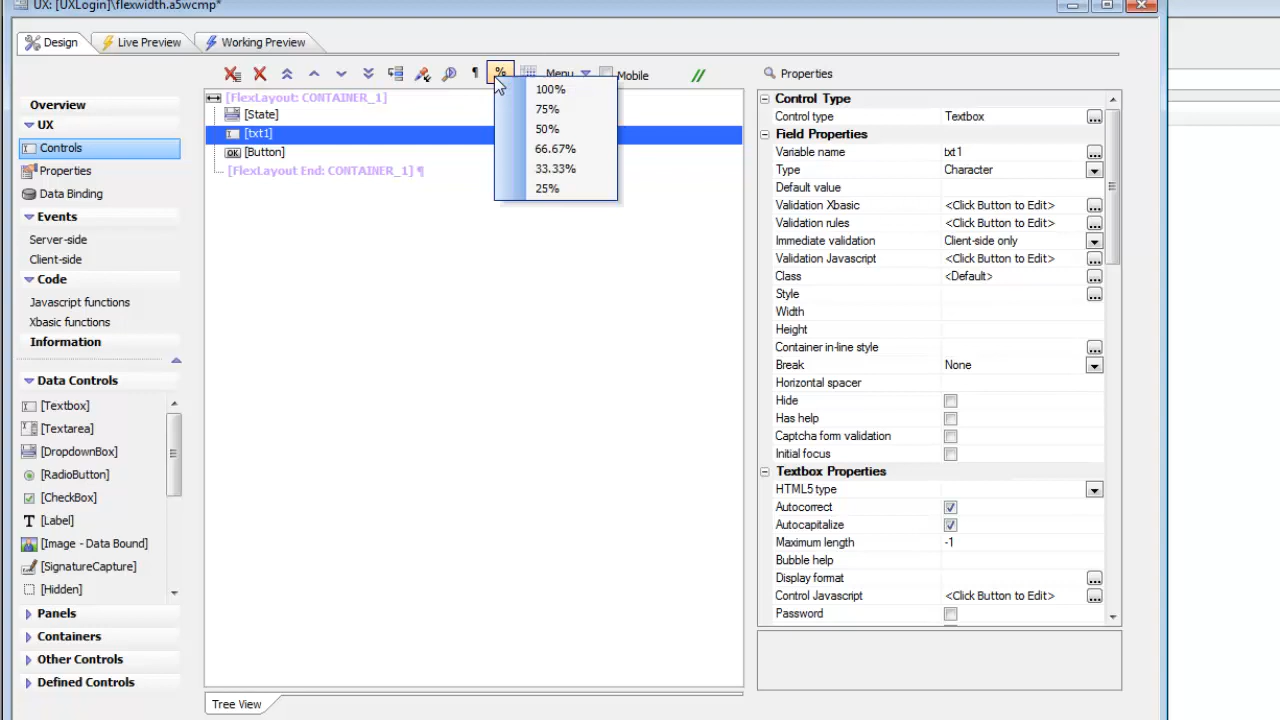 UX: [UXLogin]\flexwidth.a5wcmp*
Design
Live Preview
Working Preview
¶
%
Menu
Mobile
//
Properties
100%
75%
50%
66.67%
33.33%
25%
Overview
UX
Controls
Properties
Data Binding
Events
Server-side
Client-side
Code
Javascript functions
Xbasic functions
Information
Data Controls
[Textbox]
[Textarea]
[DropdownBox]
[RadioButton]
[CheckBox]
[Label]
[Image - Data Bound]
[SignatureCapture]
[Hidden]
Panels
Containers
Other Controls
Defined Controls
[FlexLayout: CONTAINER_1]
[State]
[txt1]
OK [Button]
[FlexLayout End: CONTAINER_1] ¶
Tree View
Control Type
Control type Textbox ...
Field Properties
Variable name txt1 ...
Type Character
Default value
Validation Xbasic <Click Button to Edit> ...
Validation rules <Click Button to Edit> ...
Immediate validation Client-side only
Validation Javascript <Click Button to Edit> ...
Class <Default> ...
Style ...
Width
Height
Container in-line style ...
Break None
Horizontal spacer
Hide
Has help
Captcha form validation
Initial focus
Textbox Properties
HTML5 type
Autocorrect
Autocapitalize
Maximum length -1
Bubble help
Display format ...
Control Javascript <Click Button to Edit> ...
Password